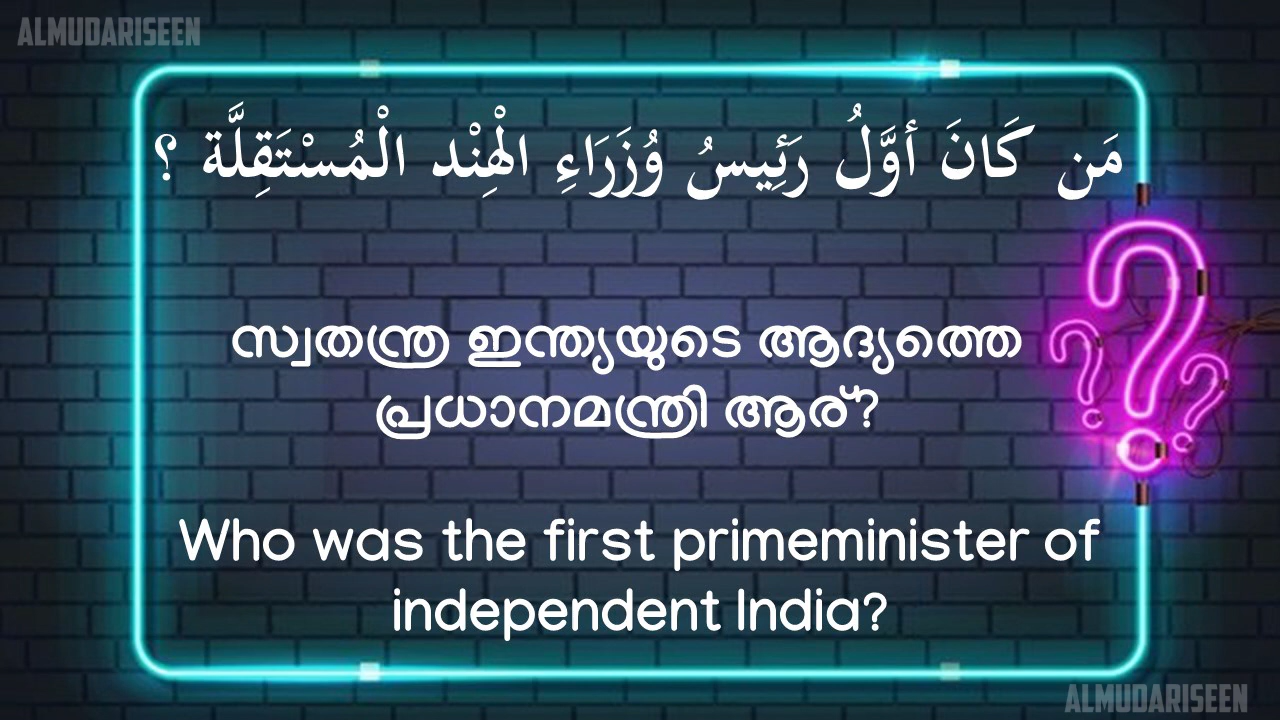 ALMUDARISEEN
مَن كَانَ أوَّلُ رَئِيسُ وُزَرَاءِ الْهِنْد الْمُسْتَقِلَّة ؟
സ്വതന്ത്ര ഇന്ത്യയുടെ ആദ്യത്തെ
പ്രധാനമന്ത്രി ആര്?
Who was the first primeminister of
independent India?
ALMUDARISEEN